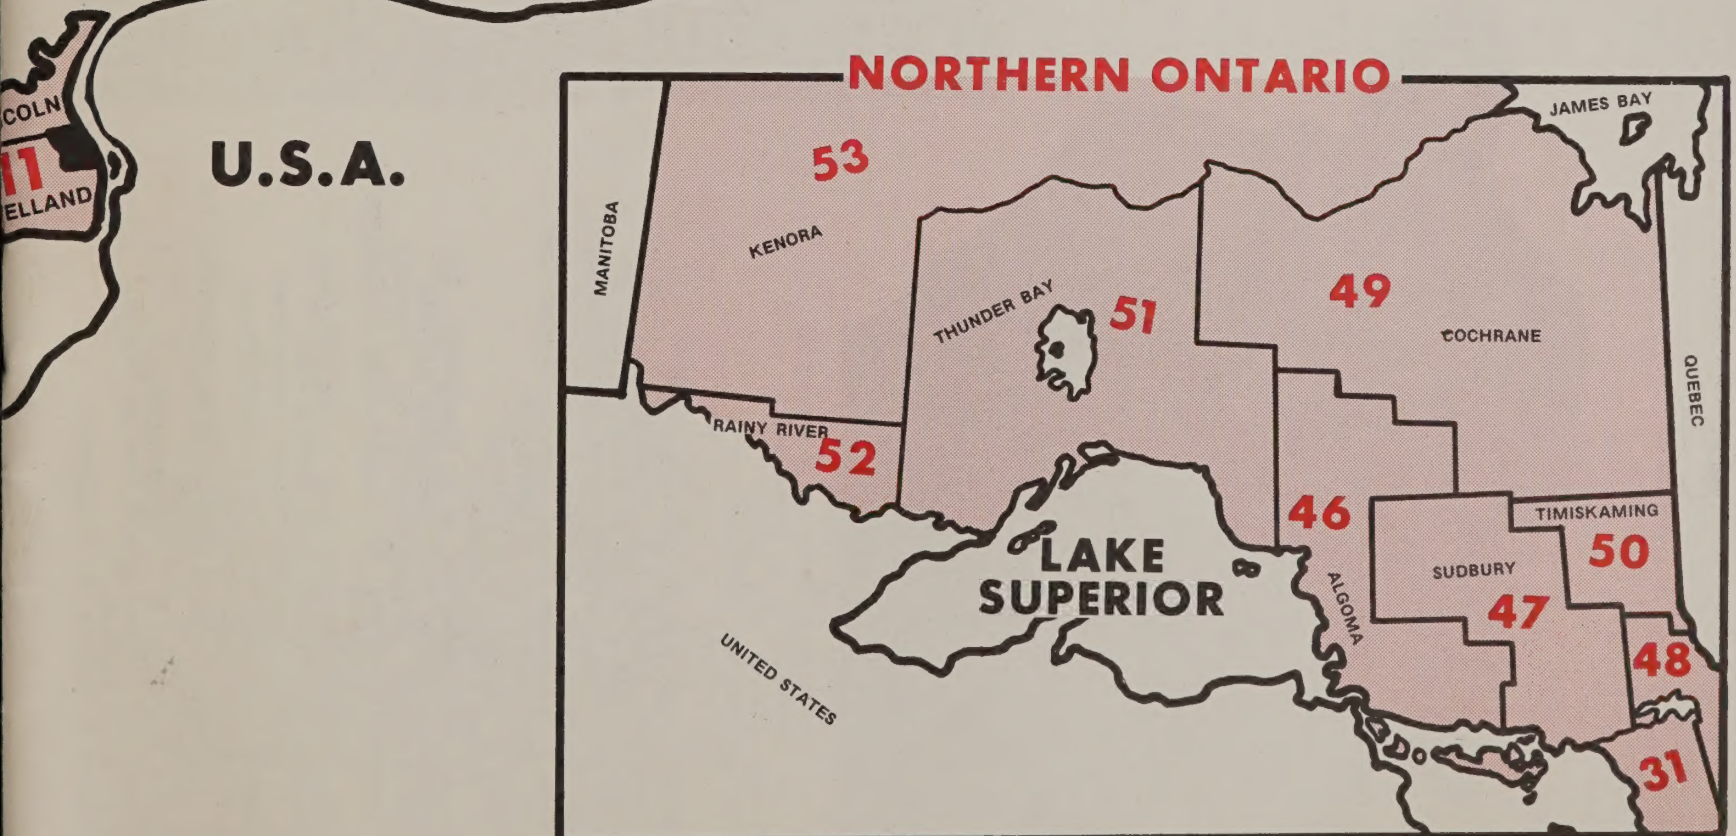 COLN
11
ELLAND
U.S.A.
NORTHERN ONTARIO
MANITOBA
53
KENORA
JAMES BAY
THUNDER BAY
51
49
COCHRANE
QUEBEC
RAINY RIVER
52
46
ALGOMA
TIMISKAMING
50
SUDBURY
47
48
31
LAKE
SUPERIOR
UNITED STATES